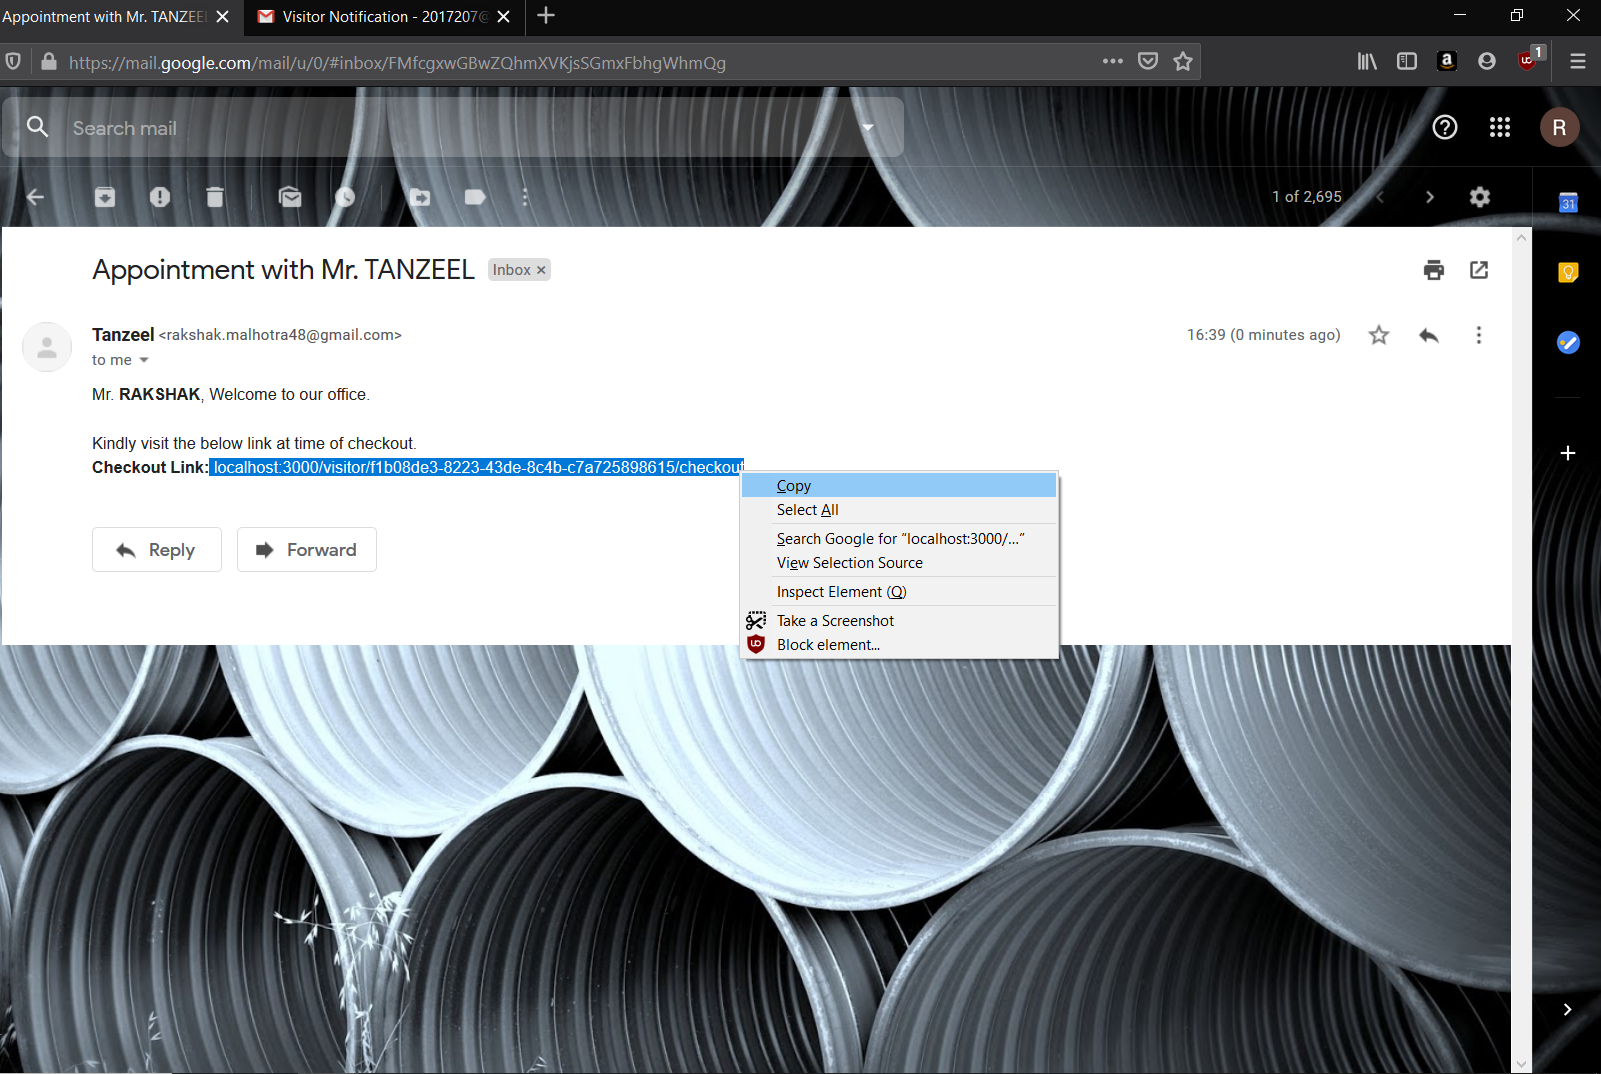 Appointment with Mr. TANZEEL
Visitor Notification - 2017207@
https://mail.google.com/mail/u/0/#inbox/FMfcgxwGBwZQhmXVKjsSGmxFbhgWhmQg
1
Search mail
R
1 of 2,695
31
Appointment with Mr. TANZEEL Inbox ×
Tanzeel <rakshak.malhotra48@gmail.com>
16:39 (0 minutes ago)
to me
Mr. RAKSHAK, Welcome to our office.
Kindly visit the below link at time of checkout.
Checkout Link: localhost:3000/visitor/f1b08de3-8223-43de-8c4b-c7a725898615/checkout
Copy
Select All
Search Google for “localhost:3000/...”
View Selection Source
Inspect Element (Q)
Take a Screenshot
Block element...
Reply
Forward